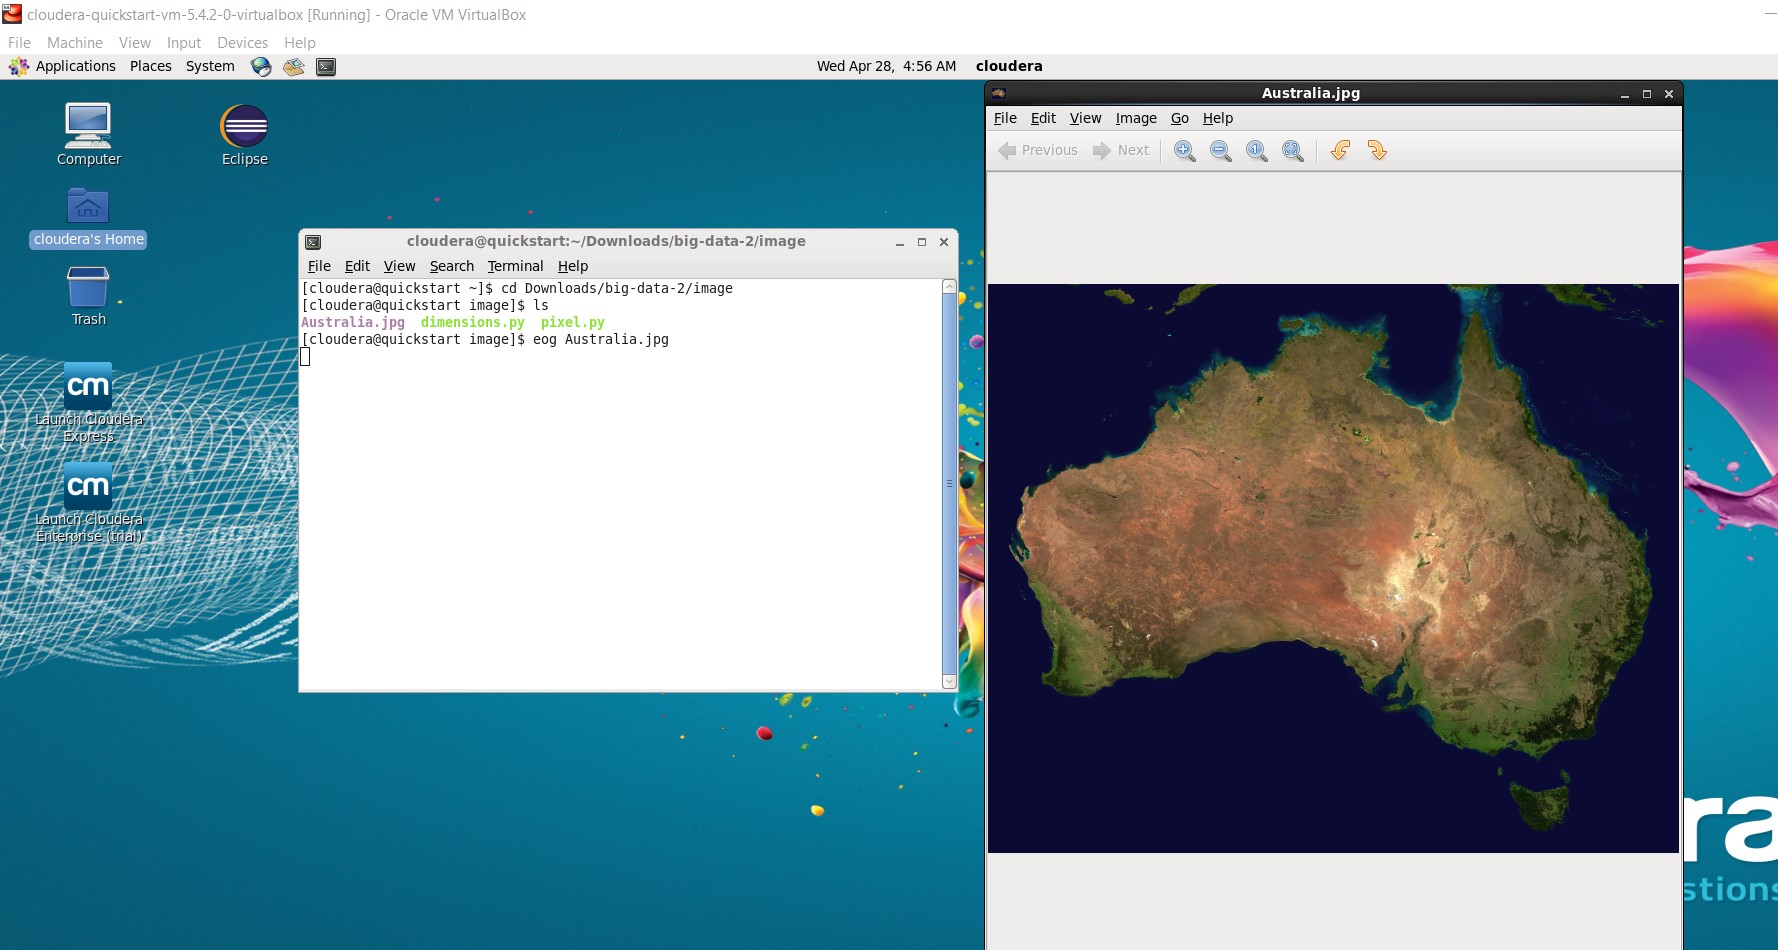 cloudera-quickstart-vm-5.4.2-0-virtualbox [Running] - Oracle VM VirtualBox
File Machine View Input Devices Help
Applications Places System Wed Apr 28, 4:56 AM cloudera
Computer
Eclipse
cloudera's Home
Trash
cm
Launch Cloudera
Express
cm
Launch Cloudera
Enterprise (trial)
cloudera@quickstart:~/Downloads/big-data-2/image
File Edit View Search Terminal Help
[cloudera@quickstart ~]$ cd Downloads/big-data-2/image
[cloudera@quickstart image]$ ls
Australia.jpg dimensions.py pixel.py
[cloudera@quickstart image]$ eog Australia.jpg
Australia.jpg
File Edit View Image Go Help
Previous Next
ra
stions